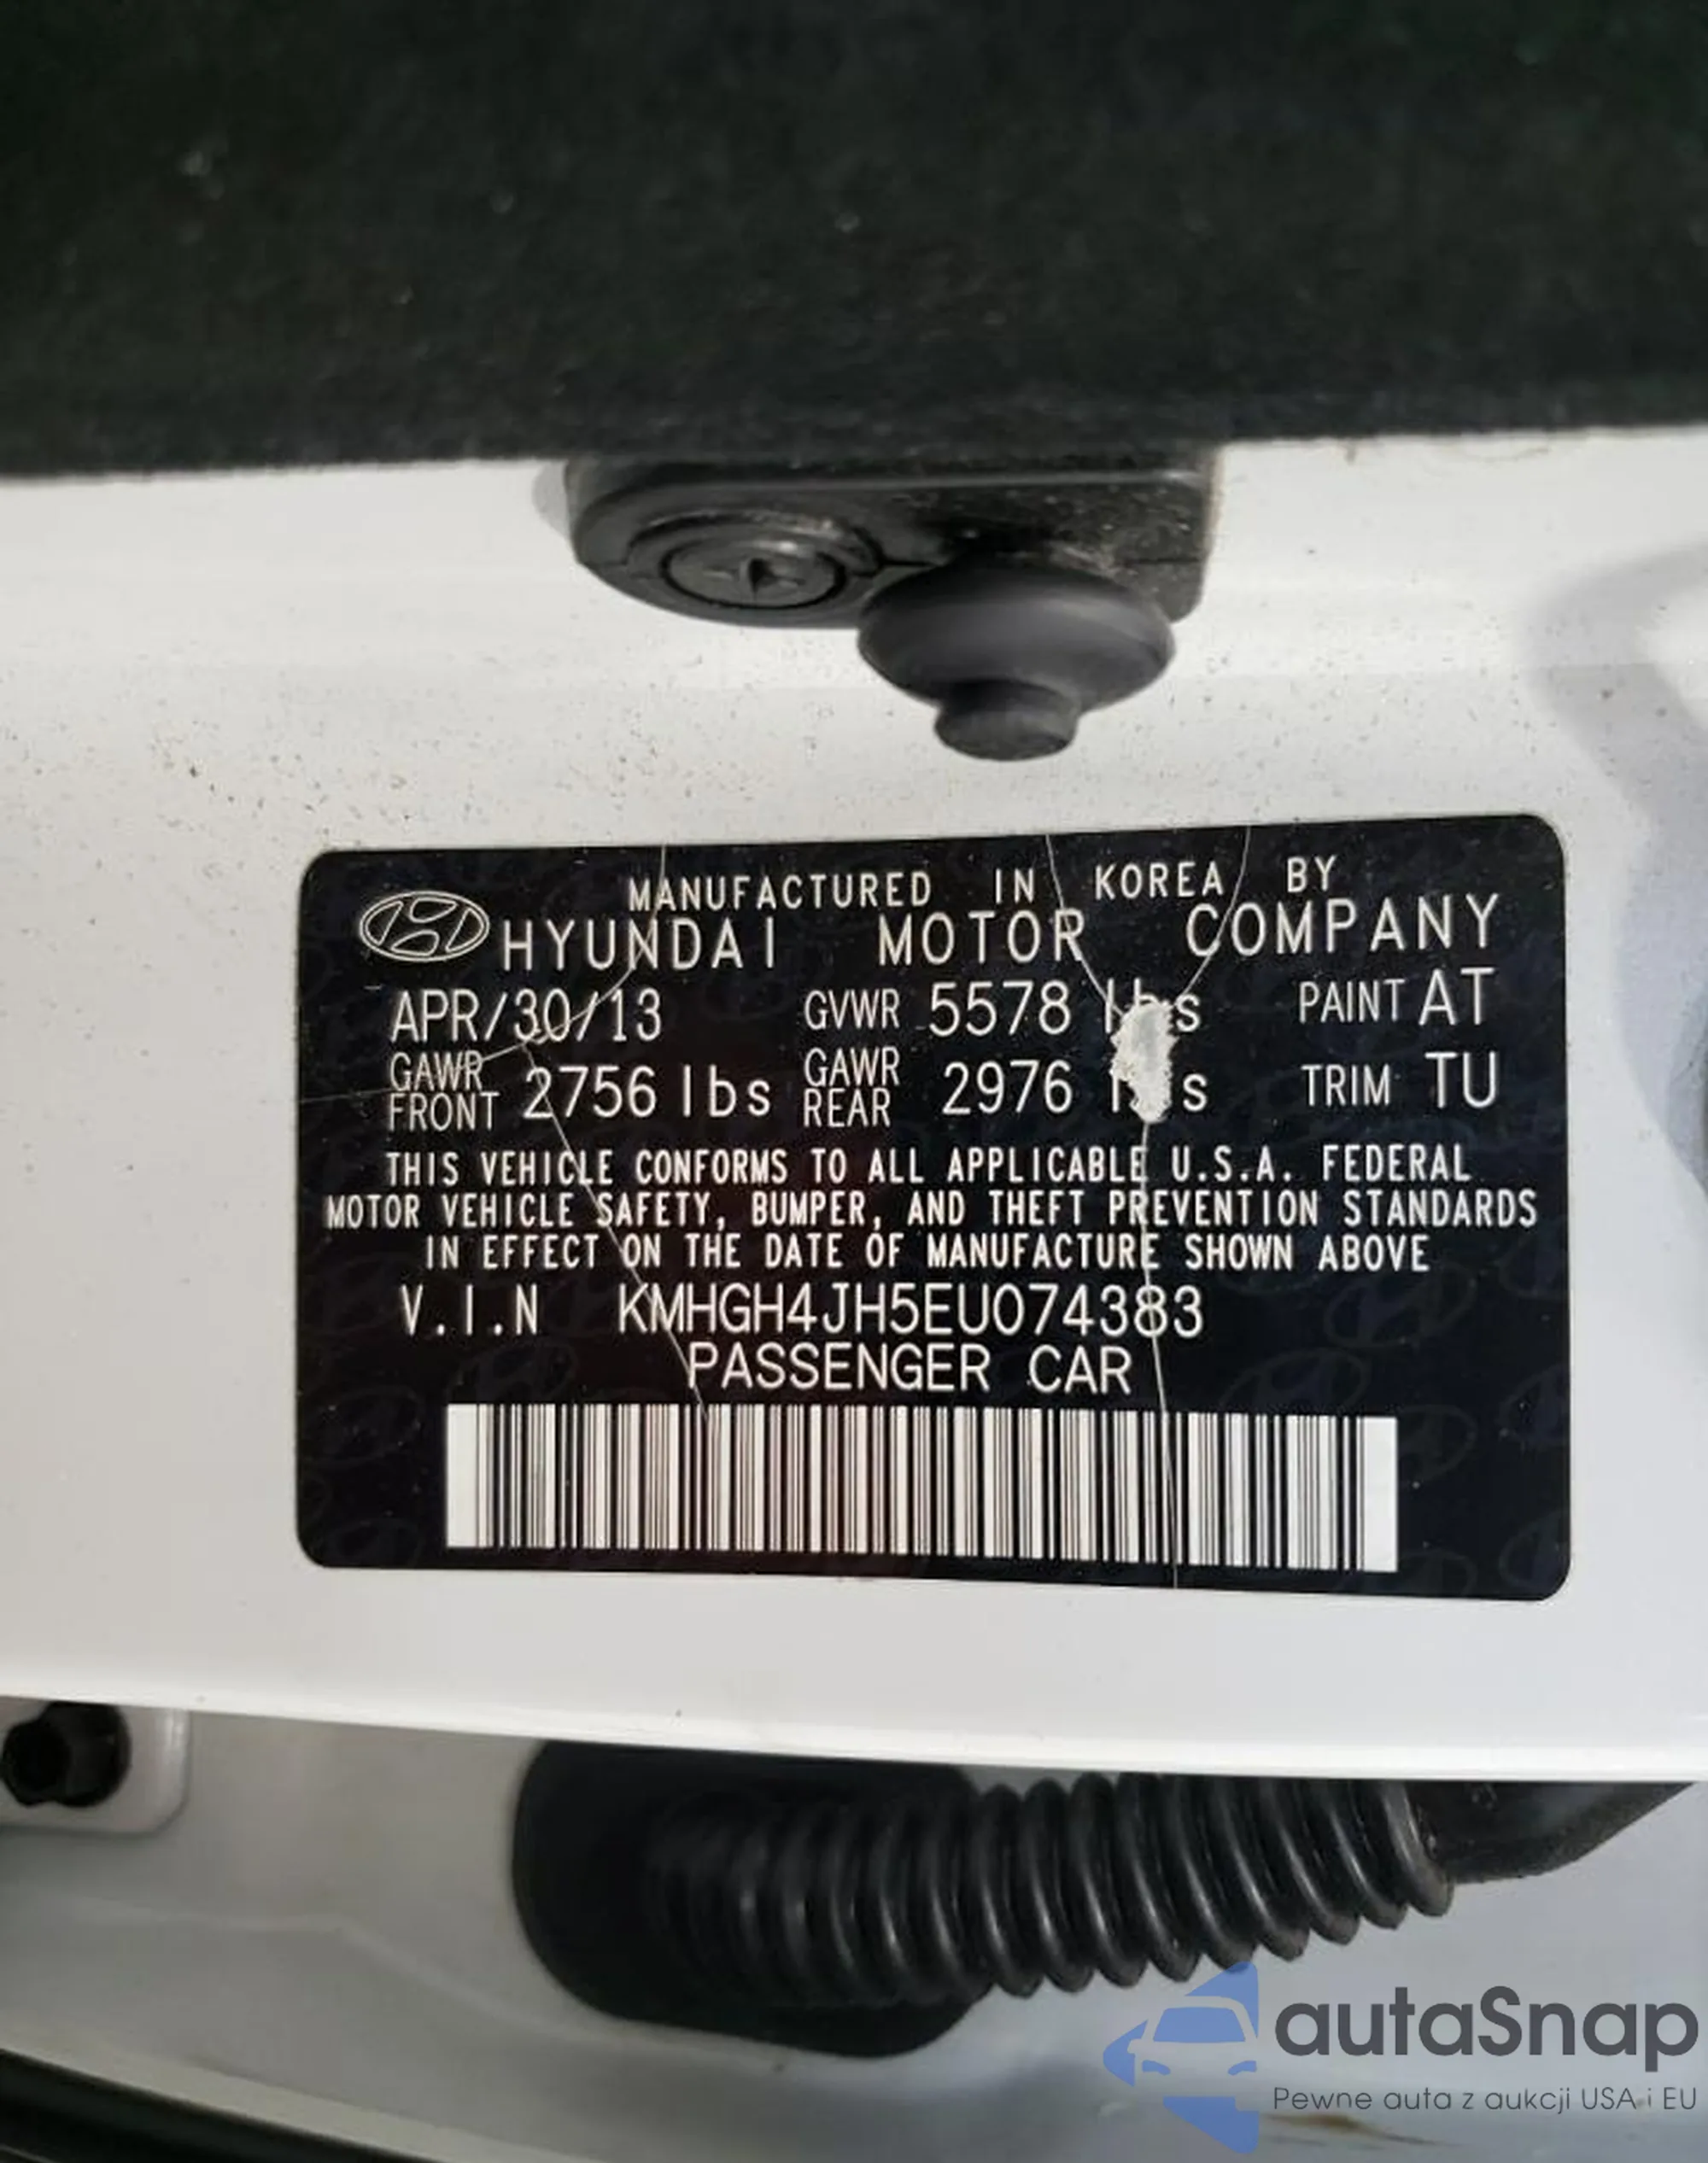 MANUFACTURED IN KOREA BY
HYUNDAI MOTOR COMPANY
APR/30/13 GVWR 5578 lbs PAINT AT
GAWR FRONT 2756 lbs GAWR REAR 2976 lbs TRIM TU
THIS VEHICLE CONFORMS TO ALL APPLICABLE U.S.A. FEDERAL
MOTOR VEHICLE SAFETY, BUMPER, AND THEFT PREVENTION STANDARDS
IN EFFECT ON THE DATE OF MANUFACTURE SHOWN ABOVE
V.I.N KMHGH4JH5EU074383
PASSENGER CAR
autaSnap
Pewne auta z aukcji USA i EU